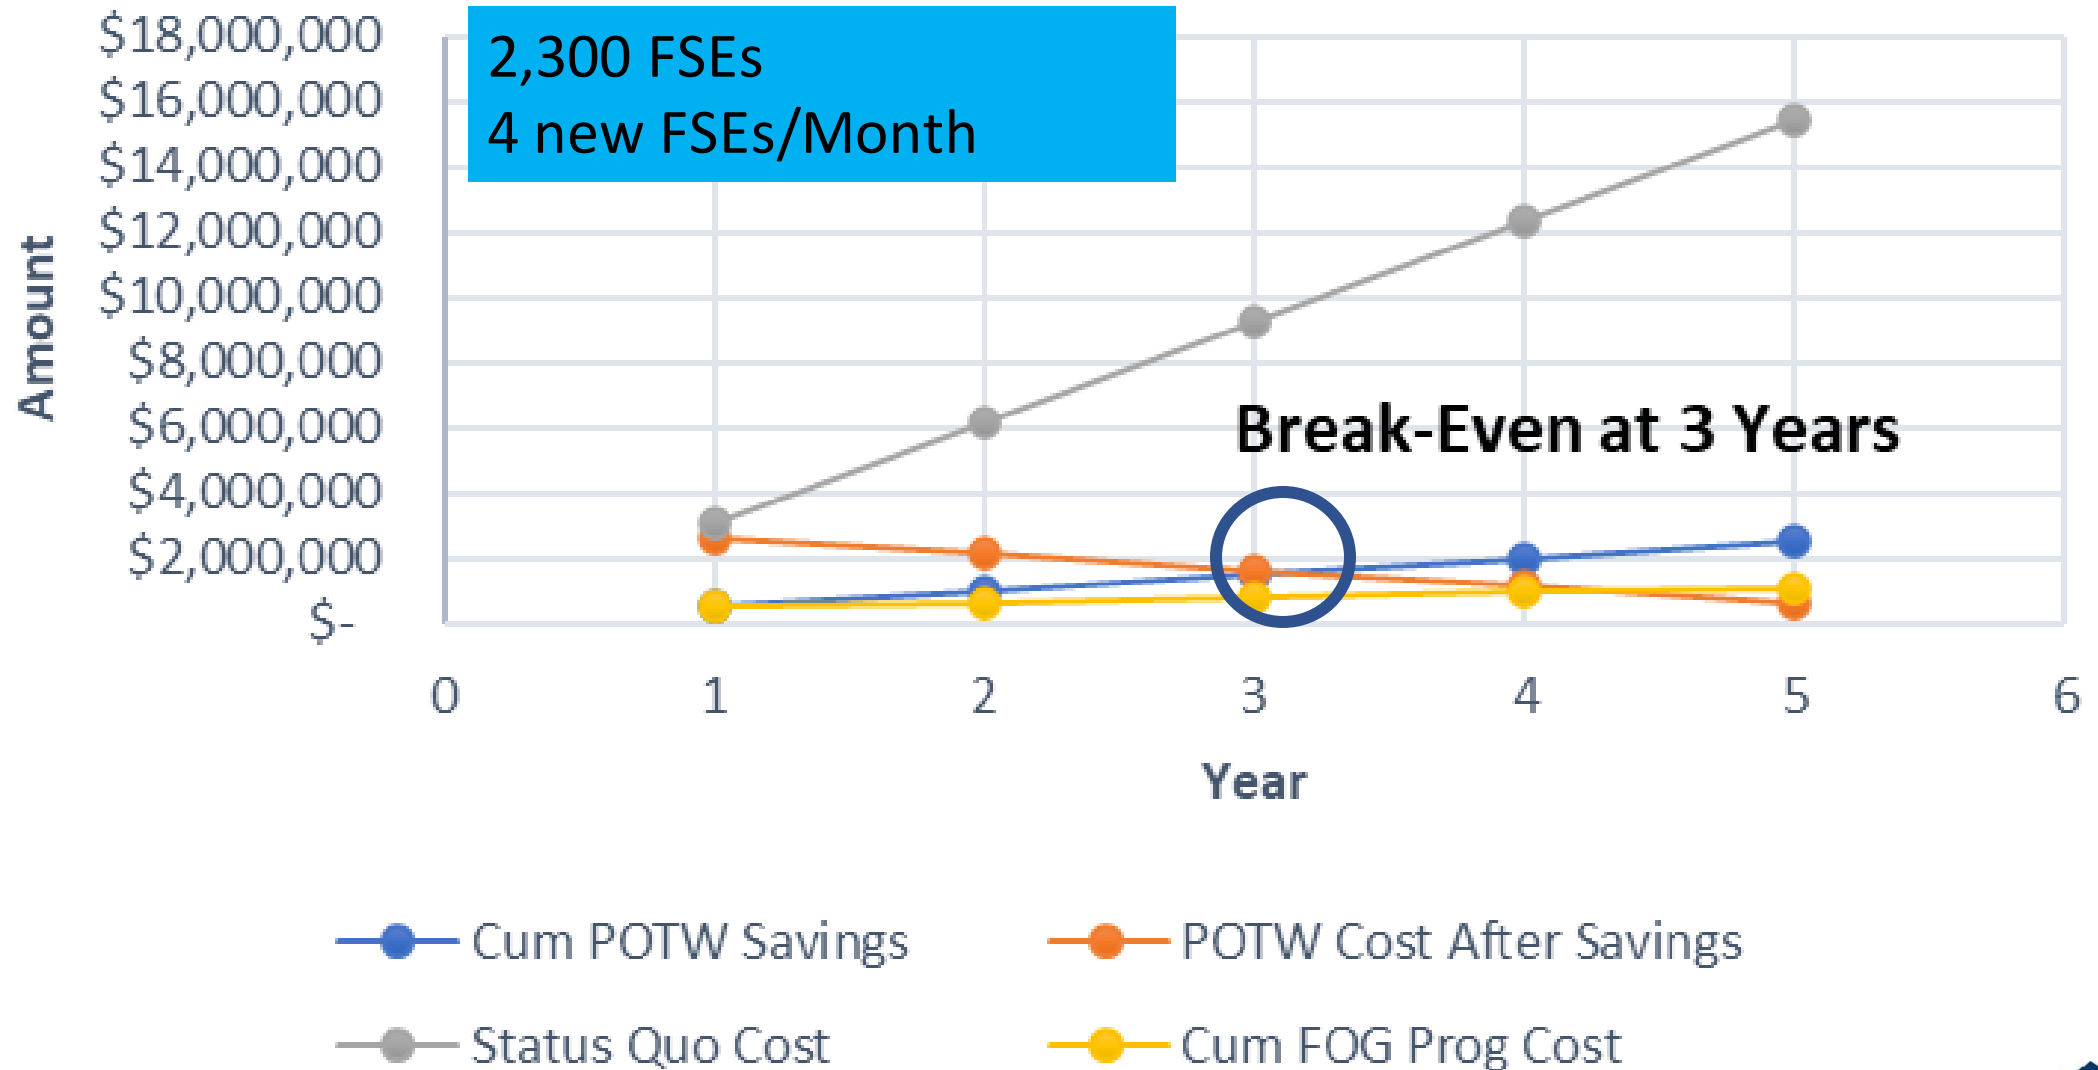 $18,000,000
$16,000,000
$14,000,000
$12,000,000
$10,000,000
$8,000,000
$6,000,000
$4,000,000
$2,000,000
$-
Amount
2,300 FSEs
4 new FSEs/Month
Break-Even at 3 Years
0 1 2 3 4 5 6
Year
Cum POTW Savings
POTW Cost After Savings
Status Quo Cost
Cum FOG Prog Cost